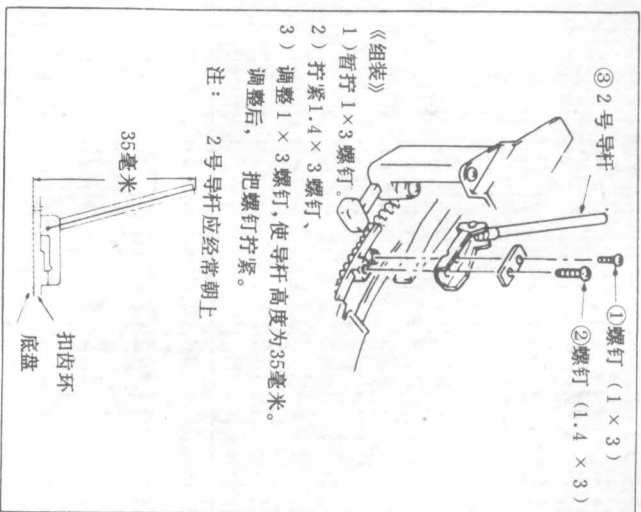 ①螺钉（1×3）
②螺钉（1.4×3）
③2号导杆
《组装》
1）暂拧1×3螺钉。
2）拧紧1.4×3螺钉、
3）调整1×3螺钉,使导杆高度为35毫米。
调整后，把螺钉拧紧。
注： 2号导杆应经常朝上
35毫米
扣齿环
底盘